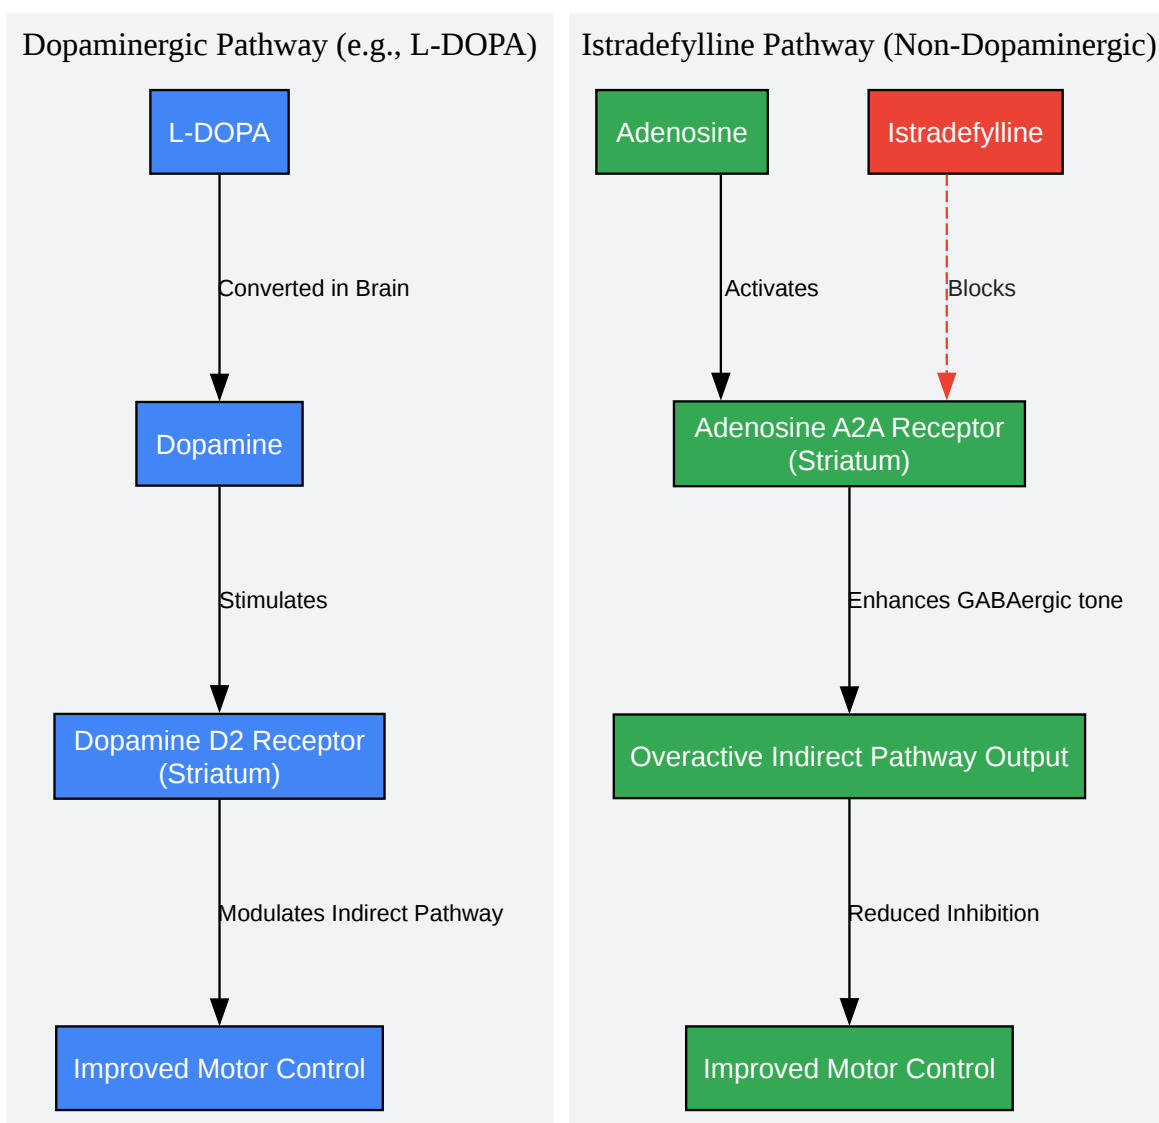 Dopaminergic Pathway (e.g., L-DOPA)
L-DOPA
Converted in Brain
Dopamine
Stimulates
Dopamine D2 Receptor
(Striatum)
Modulates Indirect Pathway
Improved Motor Control
Istradefylline Pathway (Non-Dopaminergic)
Adenosine
Istradefylline
Activates
Blocks
Adenosine A2A Receptor
(Striatum)
Enhances GABAergic tone
Overactive Indirect Pathway Output
Reduced Inhibition
Improved Motor Control